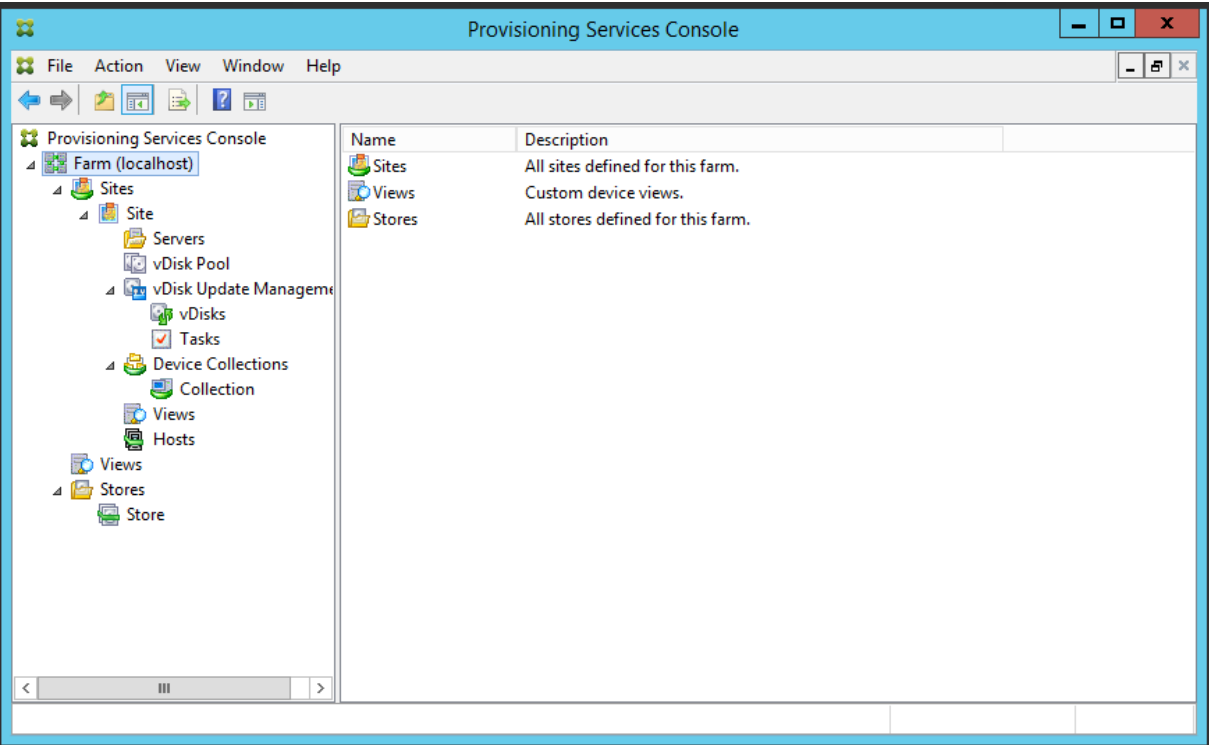 Provisioning Services Console
File Action View Window Help
Provisioning Services Console
Farm (localhost)
Sites
Site
Servers
vDisk Pool
vDisk Update Manageme
vDisks
Tasks
Device Collections
Collection
Views
Hosts
Views
Stores
Store
Name Description
Sites All sites defined for this farm.
Views Custom device views.
Stores All stores defined for this farm.